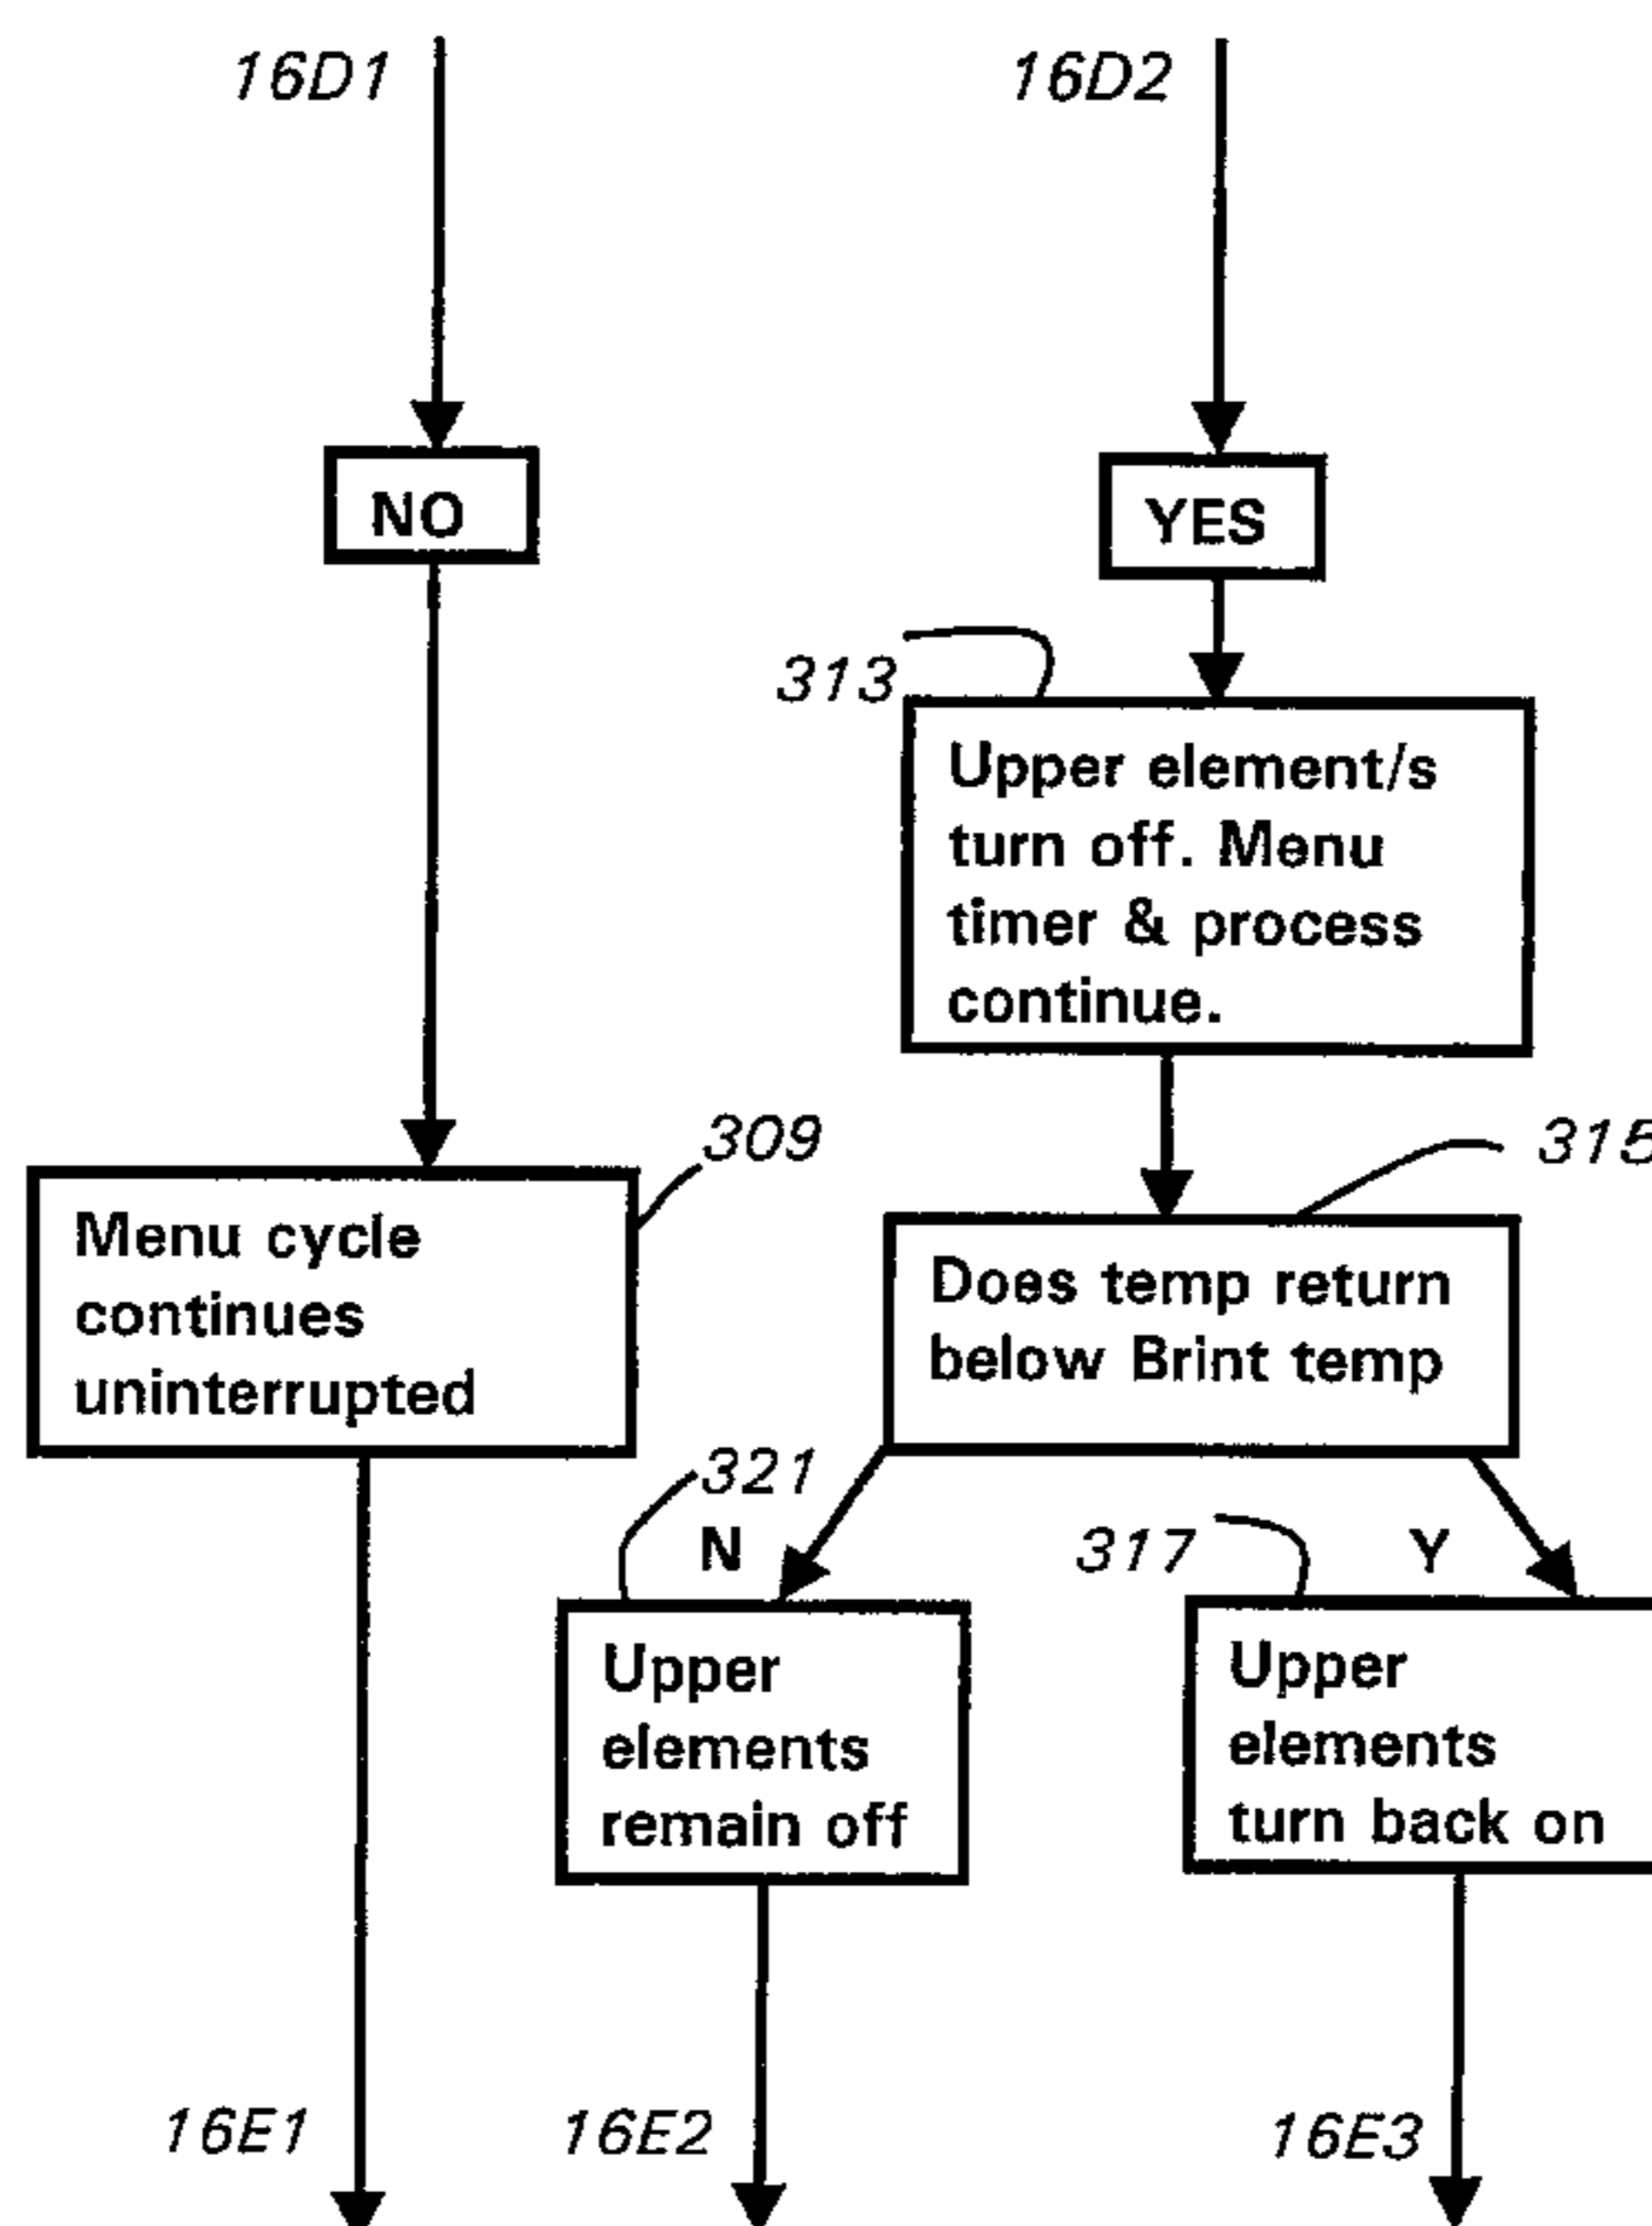 16D1
16D2
NO
YES
313
Upper element/s
turn off. Menu
timer & process
continue.
309
Menu cycle
continues
uninterrupted
315
Does temp return
below Brint temp
321
N
317
Y
Upper
elements
remain off
Upper
elements
turn back on
16E1
16E2
16E3